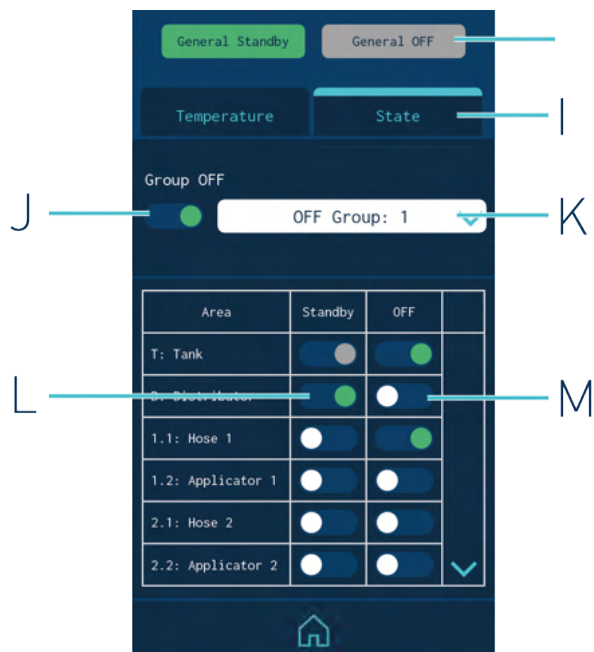 General Standby General OFF
Temperature State I
Group OFF
J OFF Group: 1 K
Area Standby OFF
T: Tank
L D: Distributor M
1.1: Hose 1
1.2: Applicator 1
2.1: Hose 2
2.2: Applicator 2